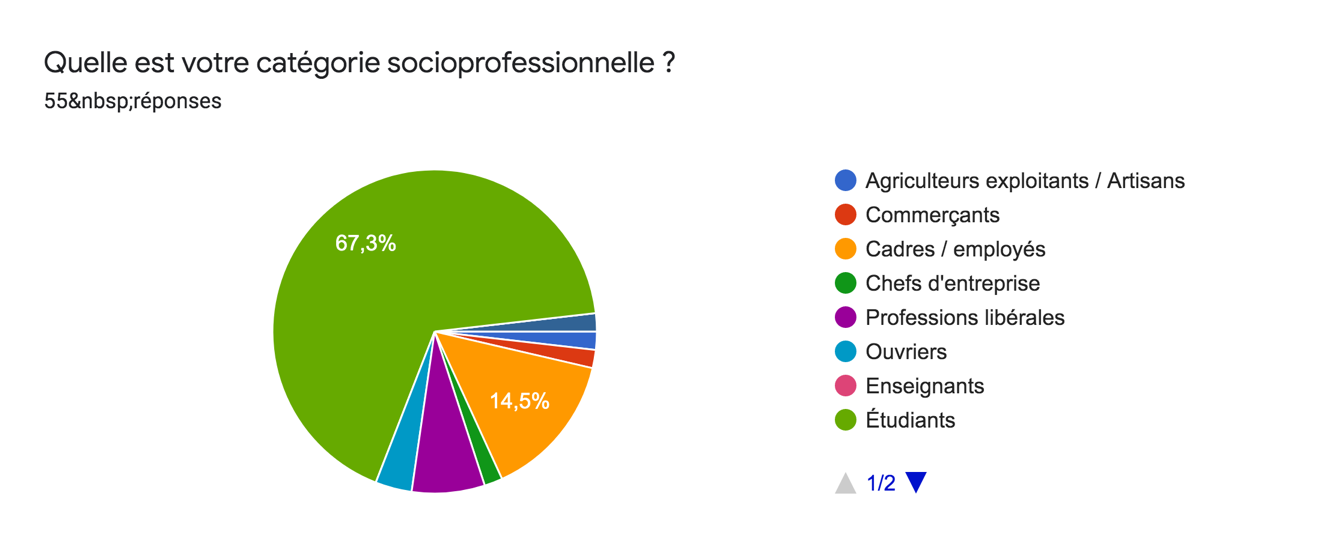 Quelle est votre catégorie socioprofessionnelle ?
55&nbsp;réponses
67,3%
14,5%
Agriculteurs exploitants / Artisans
Commerçants
Cadres / employés
Chefs d'entreprise
Professions libérales
Ouvriers
Enseignants
Étudiants
1/2